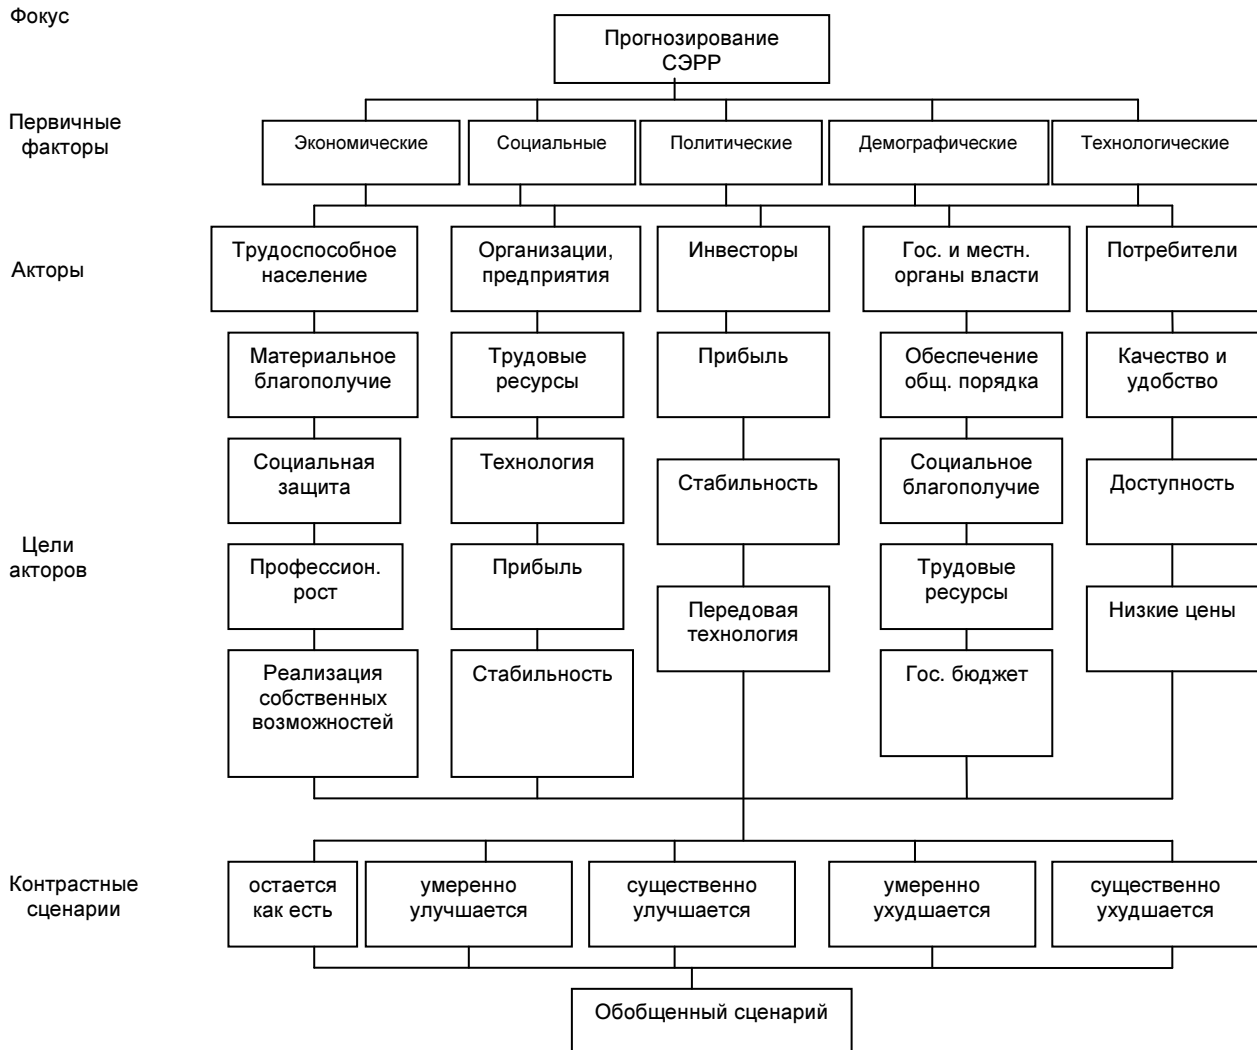 Фокус
Прогнозирование
СЭРР
Первичные
факторы
Экономические
Социальные
Политические
Демографические
Технологические
Акторы
Трудоспособное
население
Организации,
предприятия
Инвесторы
Гос. и местн.
органы власти
Потребители
Цели
акторов
Материальное
благополучие
Социальная
защита
Профессион.
рост
Реализация
собственных
возможностей
Трудовые
ресурсы
Технология
Прибыль
Стабильность
Прибыль
Стабильность
Передовая
технология
Обеспечение
общ. порядка
Социальное
благополучие
Трудовые
ресурсы
Гос. бюджет
Качество и
удобство
Доступность
Низкие цены
Контрастные
сценарии
остается
как есть
умеренно
улучшается
существенно
улучшается
умеренно
ухудшается
существенно
ухудшается
Обобщенный сценарий